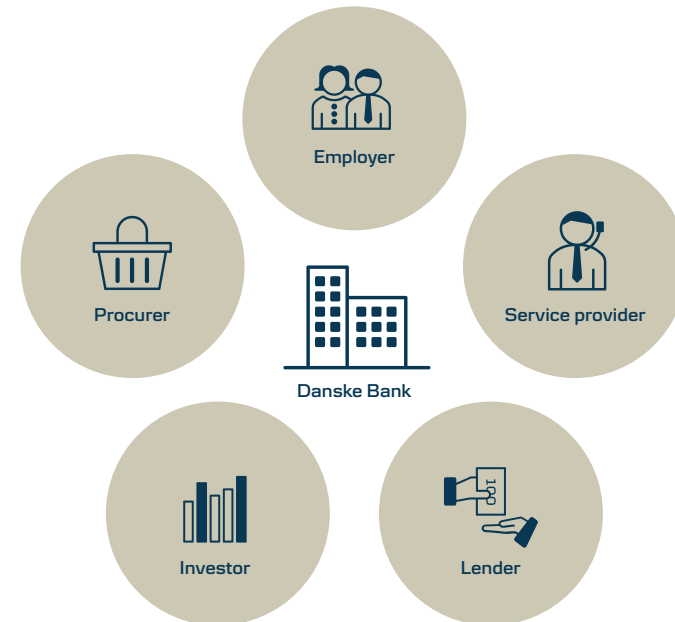 Employer
Procurer
Service provider
Danske Bank
100
Investor
Lender